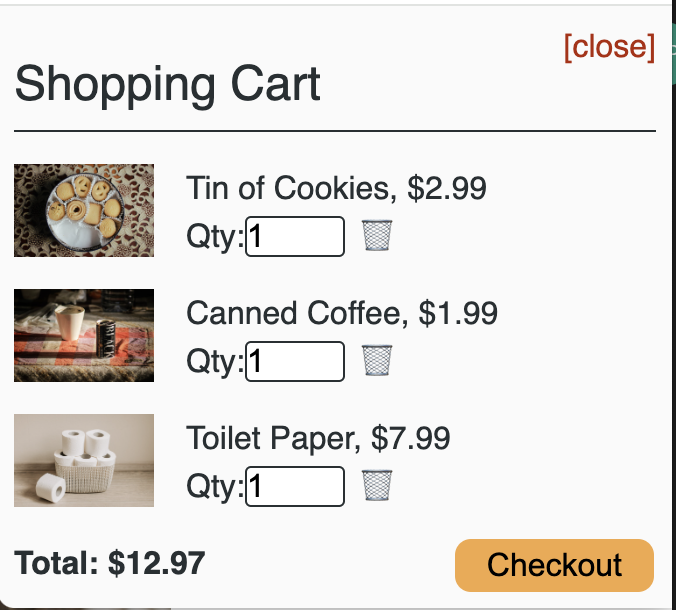 [close]
Shopping Cart
Tin of Cookies, $2.99
Qty:1
Canned Coffee, $1.99
Qty:1
Toilet Paper, $7.99
Qty:1
Total: $12.97
Checkout